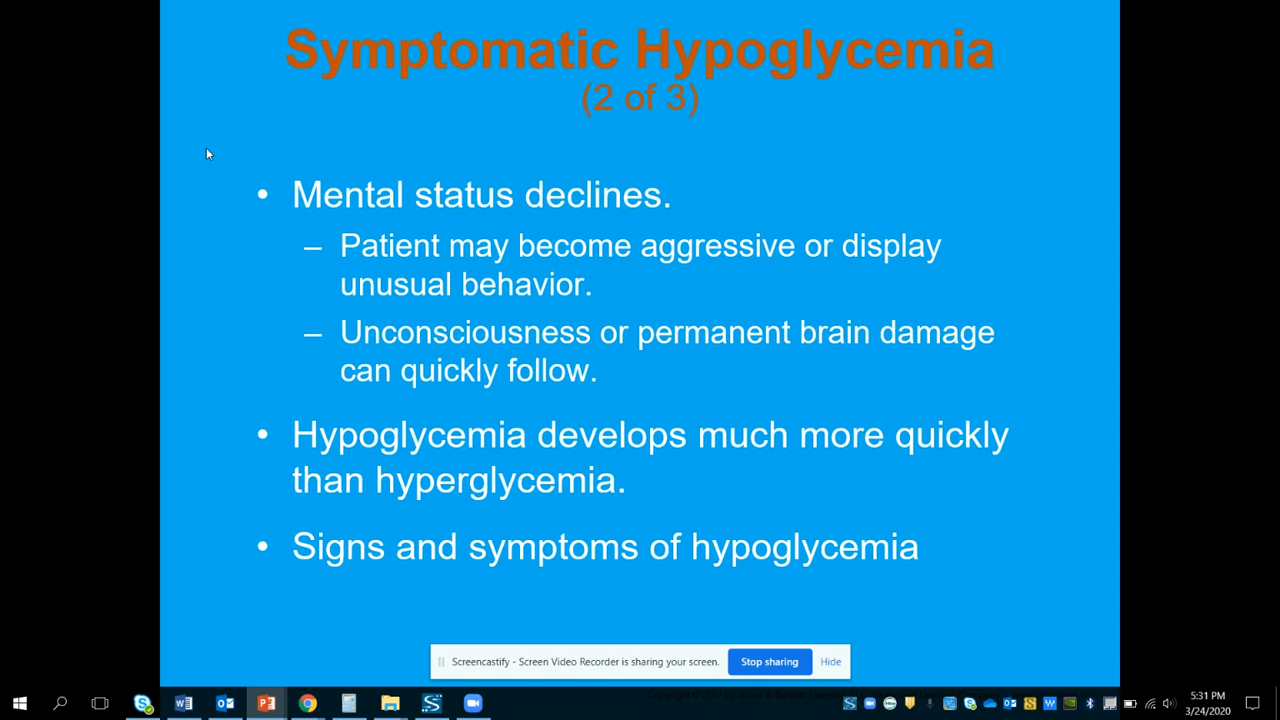 Symptomatic Hypoglycemia
(2 of 3)
• Mental status declines.
– Patient may become aggressive or display
unusual behavior.
– Unconsciousness or permanent brain damage
can quickly follow.
• Hypoglycemia develops much more quickly
than hyperglycemia.
• Signs and symptoms of hypoglycemia
Screencastify - Screen Video Recorder is sharing your screen.
Stop sharing
Hide
5:31 PM
3/24/2020